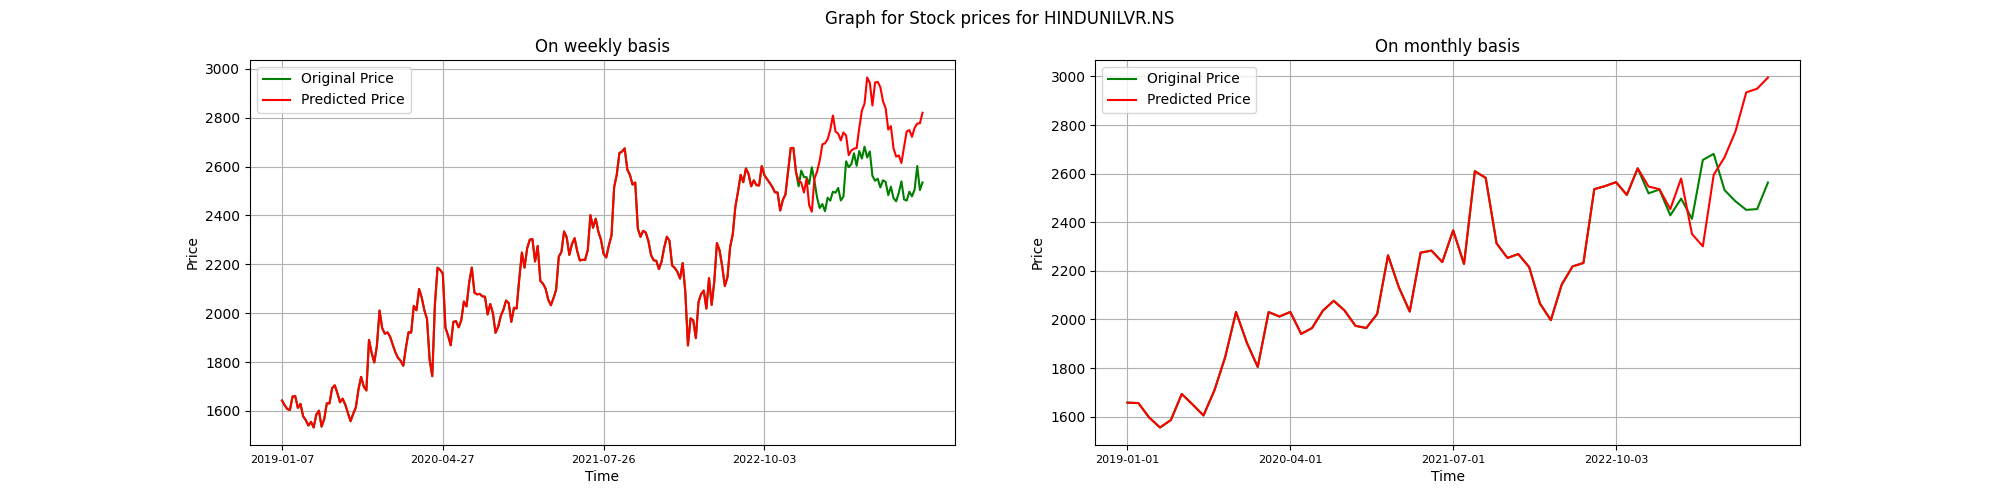 Graph for Stock prices for HINDUNILVR.NS
On weekly basis
Original Price
Predicted Price
3000
2800
2600
2400
2200
2000
1800
1600
Price
2019-01-07 2020-04-27 2021-07-26 2022-10-03
Time
On monthly basis
Original Price
Predicted Price
3000
2800
2600
2400
2200
2000
1800
1600
Price
2019-01-01 2020-04-01 2021-07-01 2022-10-03
Time